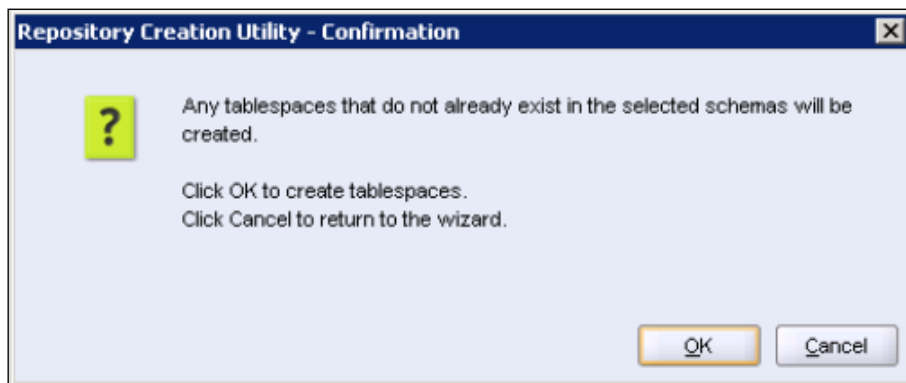 Repository Creation Utility - Confirmation
Any tablespaces that do not already exist in the selected schemas will be
created.
Click OK to create tablespaces.
Click Cancel to return to the wizard.
OK
Cancel